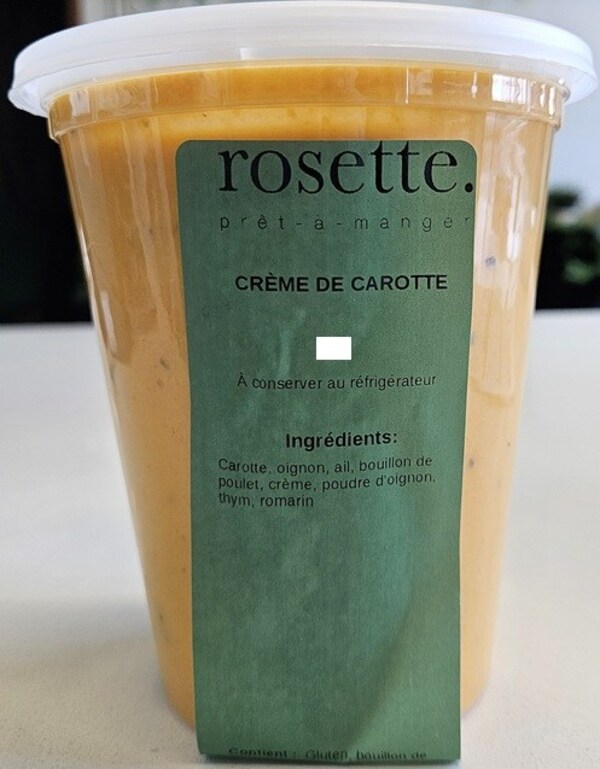 rosette.
prêt-à-manger
CRÈME DE CAROTTE
À conserver au réfrigérateur
Ingrédients:
Carotte, oignon, ail, bouillon de
poulet, crème, poudre d'oignon,
thym, romarin
Contient : Gluten, bouillon de